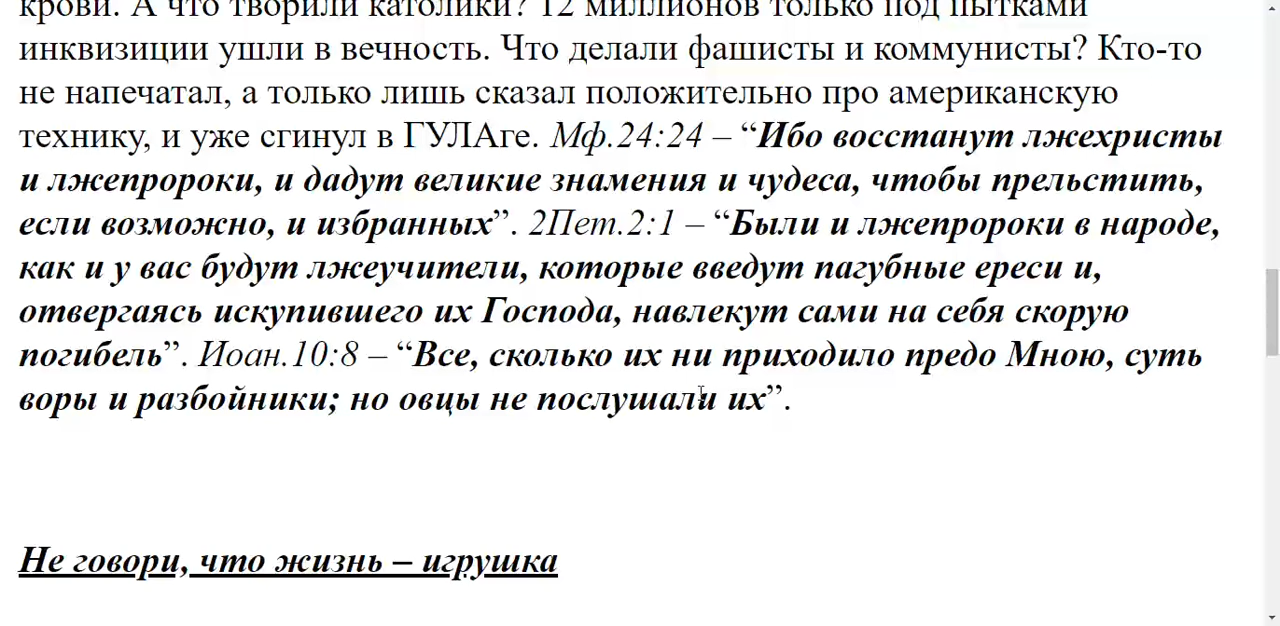 крови. А что творили католики? 12 миллионов только под пытками
инквизиции ушли в вечность. Что делали фашисты и коммунисты? Кто-то
не напечатал, а только лишь сказал положительно про американскую
технику, и уже сгинул в ГУЛАге. Мф.24:24 – “Ибо восстанут лжехристы
и лжепророки, и дадут великие знамения и чудеса, чтобы прельстить,
если возможно, и избранных”. 2Пет.2:1 – “Были и лжепророки в народе,
как и у вас будут лжеучители, которые введут пагубные ереси и,
отвергаясь искупившего их Господа, навлекут сами на себя скорую
погибель”. Иоан.10:8 – “Все, сколько их ни приходило предо Мною, суть
воры и разбойники; но овцы не послушали их”.
Не говори, что жизнь – игрушка